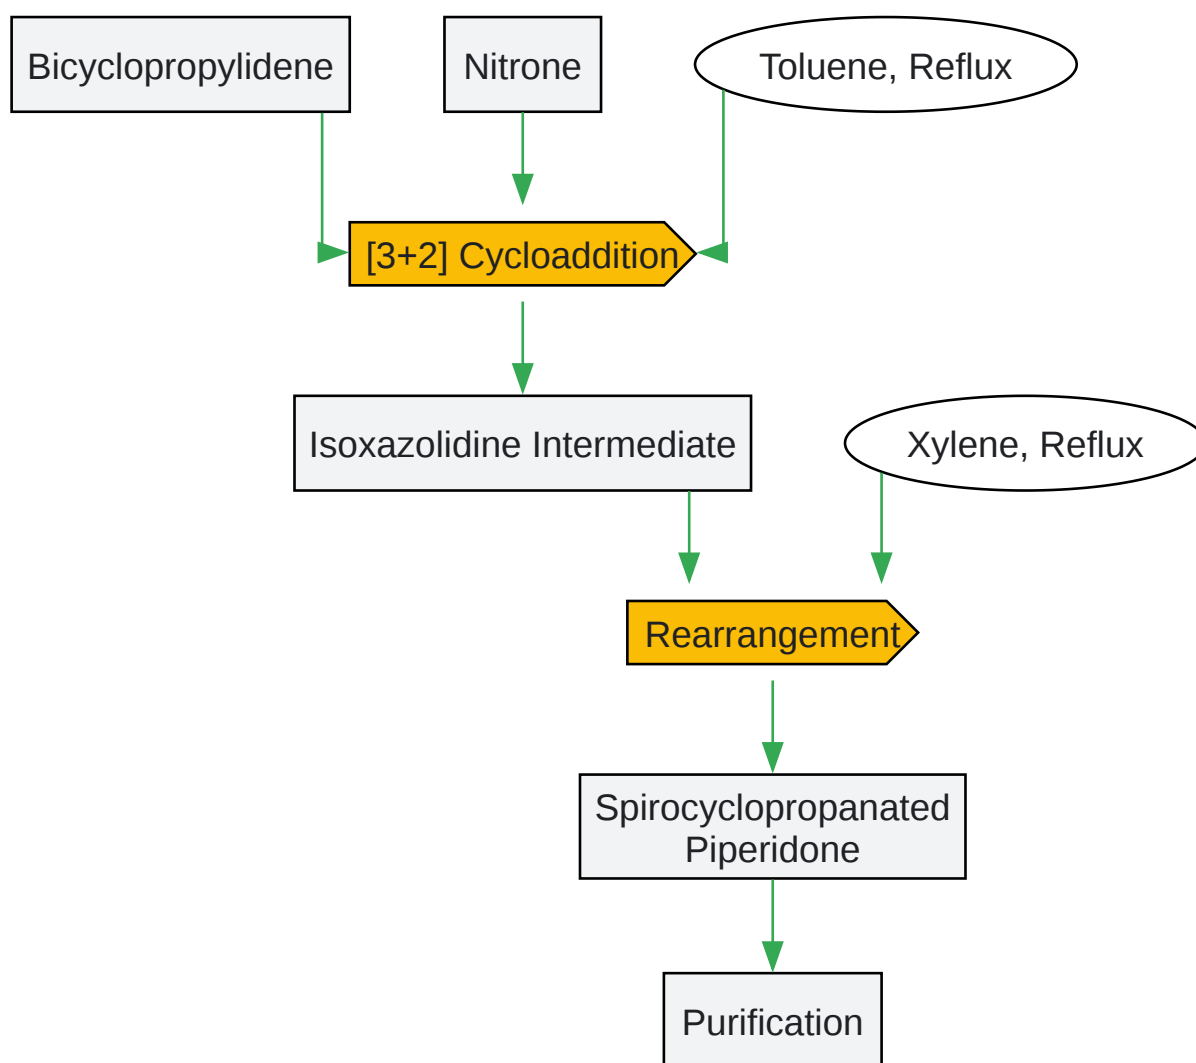 Bicyclopropylidene
Nitrone
Toluene, Reflux
[3+2] Cycloaddition
Isoxazolidine Intermediate
Xylene, Reflux
Rearrangement
Spirocyclopropanated
Piperidone
Purification